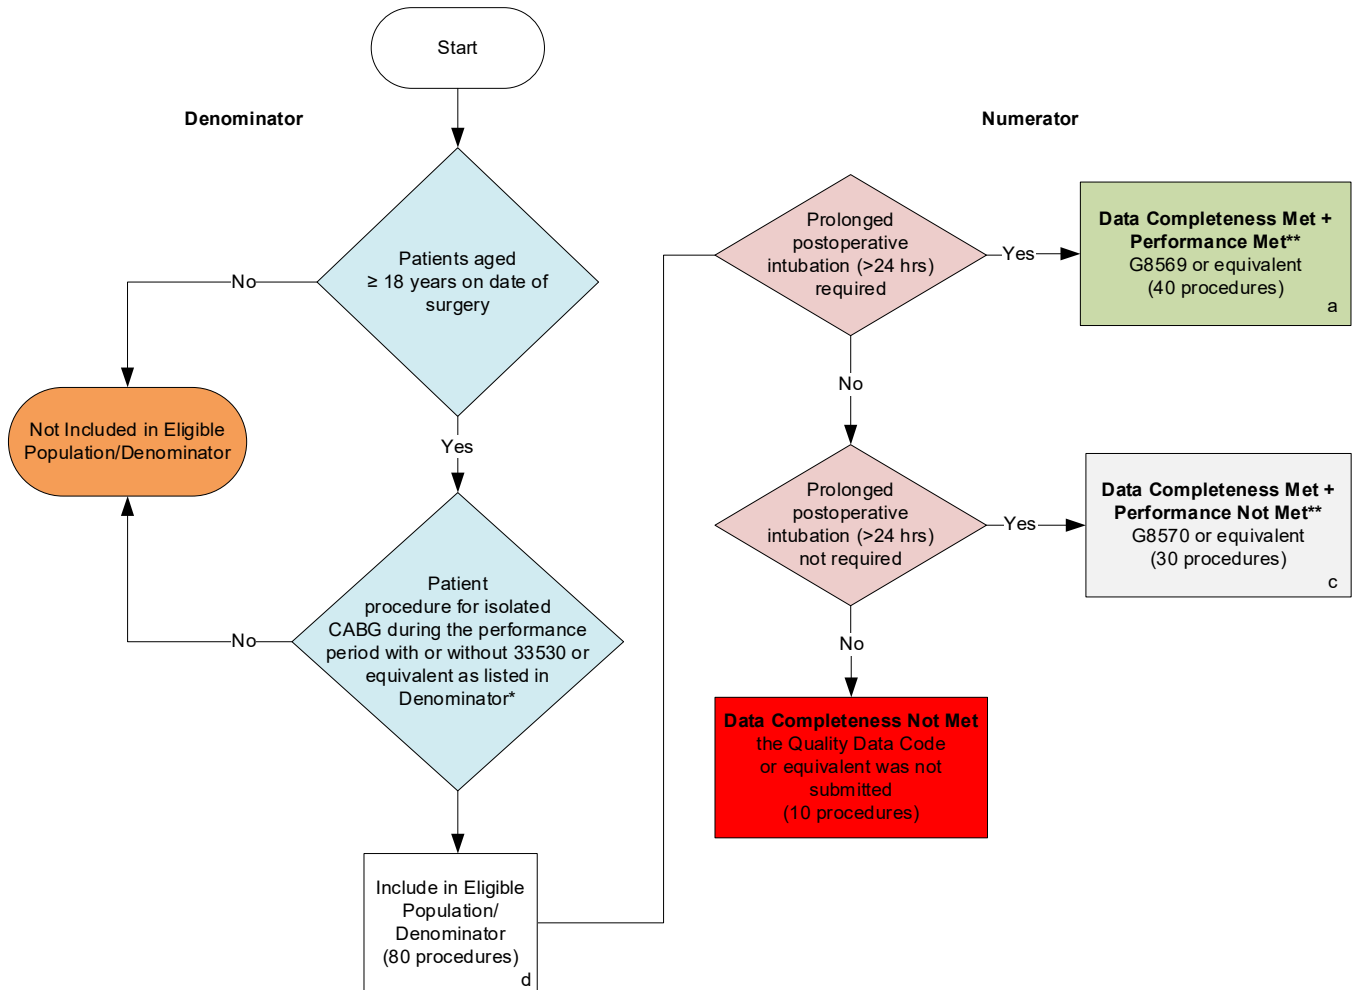 Start
Denominator
Numerator
Patients aged
≥ 18 years on date of
surgery
No
Yes
Not Included in Eligible
Population/Denominator
Patient
procedure for isolated
CABG during the performance
period with or without 33530 or
equivalent as listed in
Denominator*
No
Include in Eligible
Population/
Denominator
(80 procedures)
d
Prolonged
postoperative
intubation (>24 hrs)
required
Yes
Data Completeness Met +
Performance Met**
G8569 or equivalent
(40 procedures)
a
No
Prolonged
postoperative
intubation (>24 hrs)
not required
Yes
Data Completeness Met +
Performance Not Met**
G8570 or equivalent
(30 procedures)
c
No
Data Completeness Not Met
the Quality Data Code
or equivalent was not
submitted
(10 procedures)